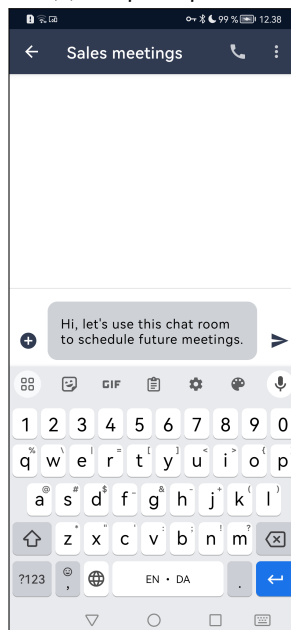 99 % 12.38
Sales meetings
Hi, let's use this chat room
to schedule future meetings.
GIF
1 2 3 4 5 6 7 8 9 0
q% w\ e| r= t[ y] u< i> o{ p
a@ s# d$ f- g& h- j+ k( l)
z* x" c' v: b; n! m?
?123 , EN • DA .